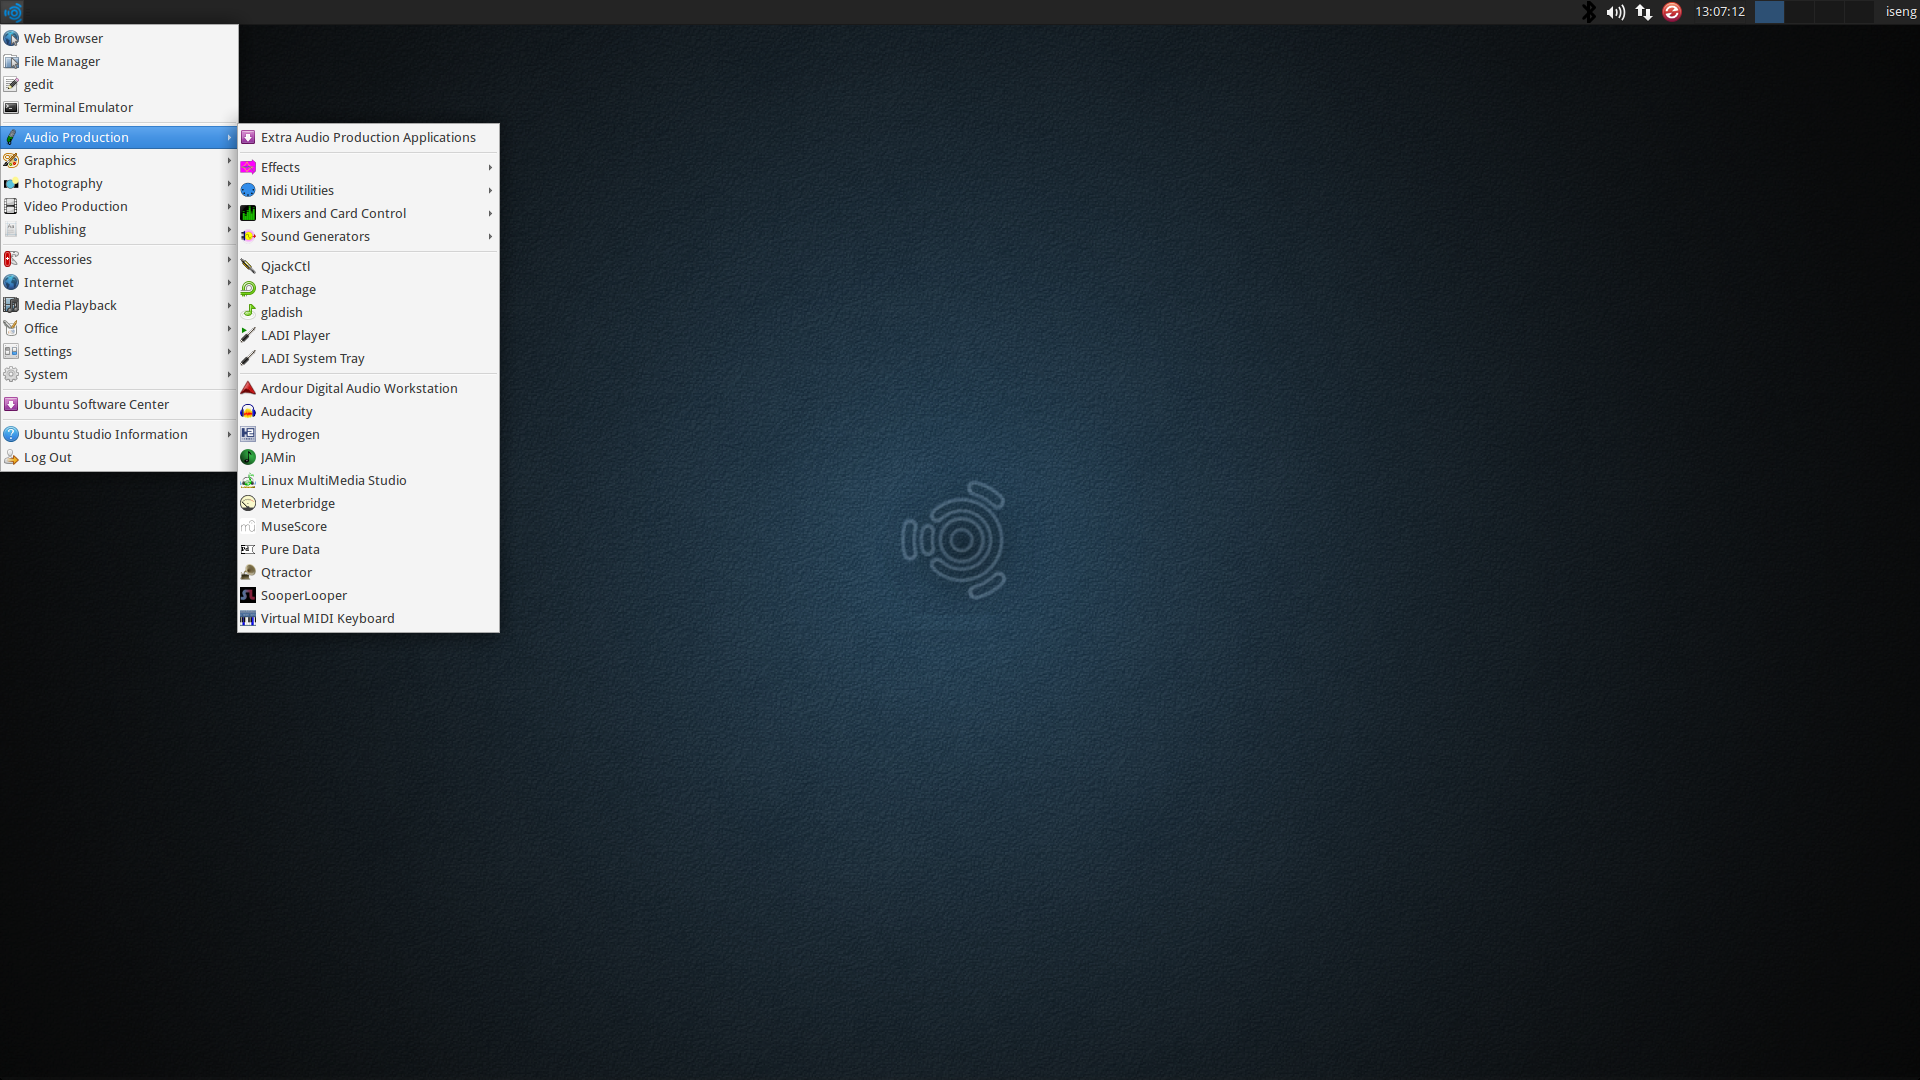 13:07:12 iseng
Web Browser
File Manager
gedit
Terminal Emulator
Audio Production
Graphics
Photography
Video Production
Publishing
Accessories
Internet
Media Playback
Office
Settings
System
Ubuntu Software Center
Ubuntu Studio Information
Log Out
Extra Audio Production Applications
Effects
Midi Utilities
Mixers and Card Control
Sound Generators
QjackCtl
Patchage
gladish
LADI Player
LADI System Tray
Ardour Digital Audio Workstation
Audacity
Hydrogen
JAMin
Linux MultiMedia Studio
Meterbridge
MuseScore
Pure Data
Qtractor
SooperLooper
Virtual MIDI Keyboard